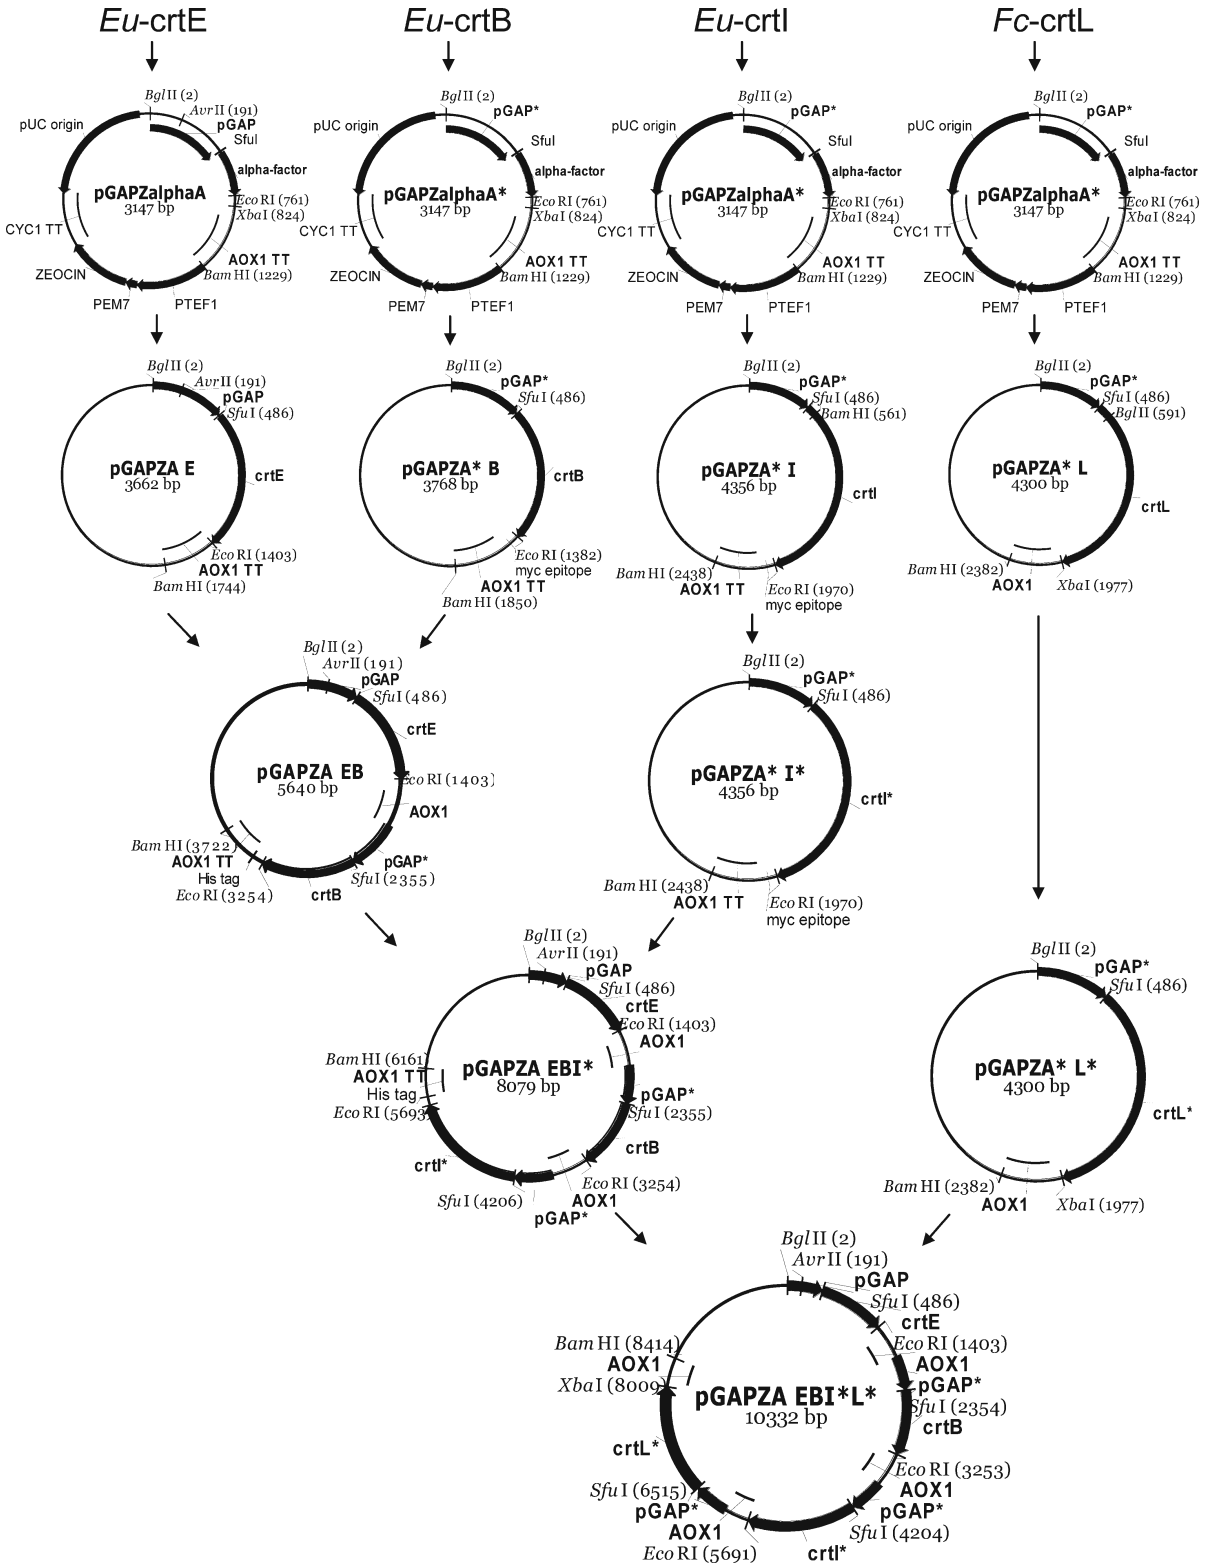 Eu-crtE
Eu-crtB
Eu-crtI
Fc-crtL
BglII (2)
AvrII (191)
pGAP
SfuI
pUC origin
alpha-factor
pGAPZalphaA
3147 bp
EcoRI (761)
XbaI (824)
CYC1 TT
AOX1 TT
BamHI (1229)
ZEOCIN
PEM7
PTEF1
BglII (2)
pGAP*
SfuI
pUC origin
alpha-factor
pGAPZalphaA*
3147 bp
EcoRI (761)
XbaI (824)
CYC1 TT
AOX1 TT
BamHI (1229)
ZEOCIN
PEM7
PTEF1
BglII (2)
pGAP*
SfuI
pUC origin
alpha-factor
pGAPZalphaA*
3147 bp
EcoRI (761)
XbaI (824)
CYC1 TT
AOX1 TT
BamHI (1229)
ZEOCIN
PEM7
PTEF1
BglII (2)
pGAP*
SfuI
pUC origin
alpha-factor
pGAPZalphaA*
3147 bp
EcoRI (761)
XbaI (824)
CYC1 TT
AOX1 TT
BamHI (1229)
ZEOCIN
PEM7
PTEF1
BglII (2)
AvrII (191)
pGAP
SfuI (486)
pGAPZA E
3662 bp
crtE
EcoRI (1403)
AOX1 TT
BamHI (1744)
BglII (2)
pGAP*
SfuI (486)
pGAPZA* B
3768 bp
crtB
EcoRI (1382)
myc epitope
AOX1 TT
BamHI (1850)
BglII (2)
pGAP*
SfuI (486)
BamHI (561)
pGAPZA* I
4356 bp
crtI
BamHI (2438)
AOX1 TT
EcoRI (1970)
myc epitope
BglII (2)
pGAP*
SfuI (486)
BglII (591)
pGAPZA* L
4300 bp
crtL
BamHI (2382)
AOX1
XbaI (1977)
BglII (2)
AvrII (191)
pGAP
SfuI (486)
crtE
pGAPZA EB
5640 bp
EcoRI (1403)
AOX1
BamHI (3722)
AOX1 TT
His tag
EcoRI (3254)
crtB
pGAP*
SfuI (2355)
BglII (2)
pGAP*
SfuI (486)
pGAPZA* I*
4356 bp
crtI*
BamHI (2438)
AOX1 TT
EcoRI (1970)
myc epitope
BglII (2)
AvrII (191)
pGAP
SfuI (486)
crtE
EcoRI (1403)
AOX1
BamHI (6161)
AOX1 TT
His tag
EcoRI (5693)
pGAPZA EBI*
8079 bp
pGAP*
SfuI (2355)
crtB
crtI*
EcoRI (3254)
SfuI (4206)
AOX1
pGAP*
BglII (2)
pGAP*
SfuI (486)
pGAPZA* L*
4300 bp
crtL*
BamHI (2382)
AOX1
XbaI (1977)
BglII (2)
AvrII (191)
pGAP
SfuI (486)
crtE
EcoRI (1403)
AOX1
pGAP*
SfuI (2354)
crtB
BamHI (8414)
AOX1
XbaI (8009)
pGAPZA EBI*L*
10332 bp
crtL*
EcoRI (3253)
AOX1
pGAP*
SfuI (4204)
SfuI (6515)
pGAP*
AOX1
EcoRI (5691)
crtI*